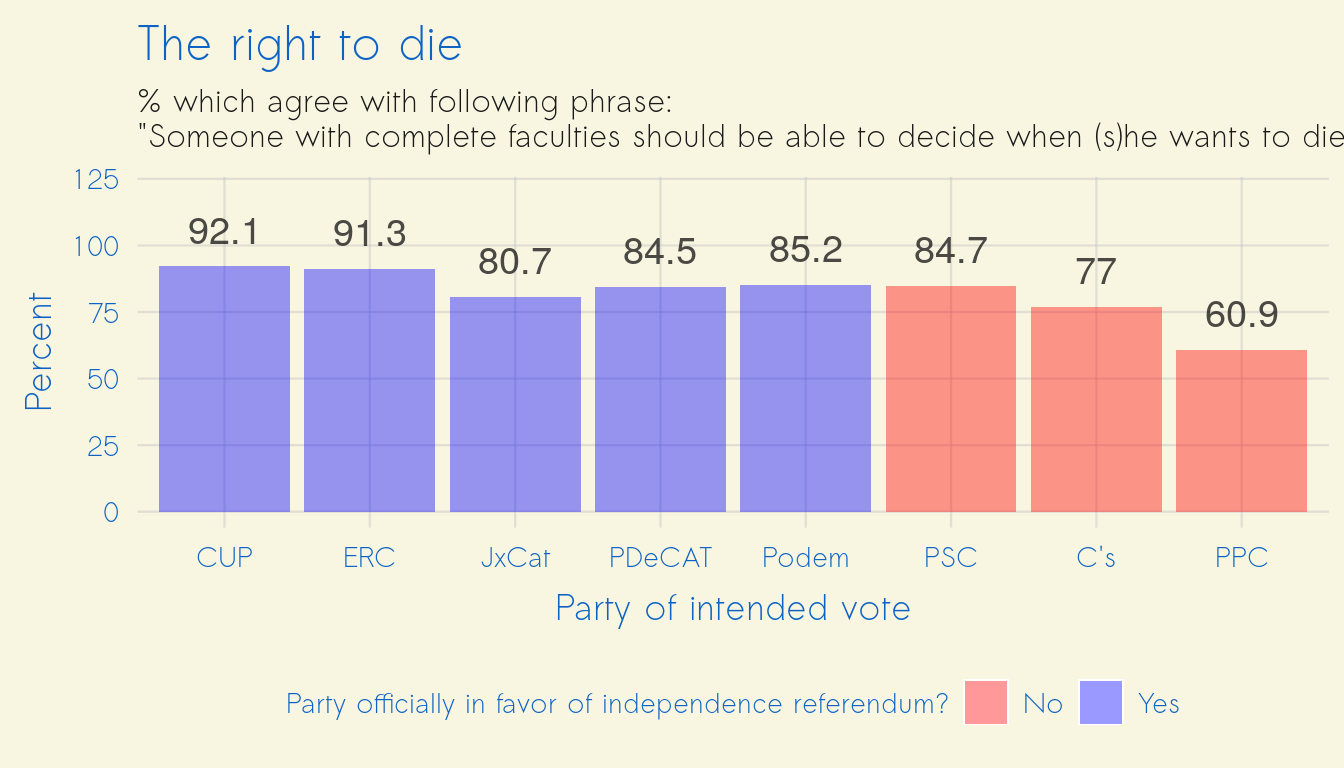 The right to die
% which agree with following phrase:
"Someone with complete faculties should be able to decide when (s)he wants to die
125
100
75
50
25
0
Percent
92.1
91.3
80.7
84.5
85.2
84.7
77
60.9
CUP
ERC
JxCat
PDeCAT
Podem
PSC
C's
PPC
Party of intended vote
Party officially in favor of independence referendum? No Yes